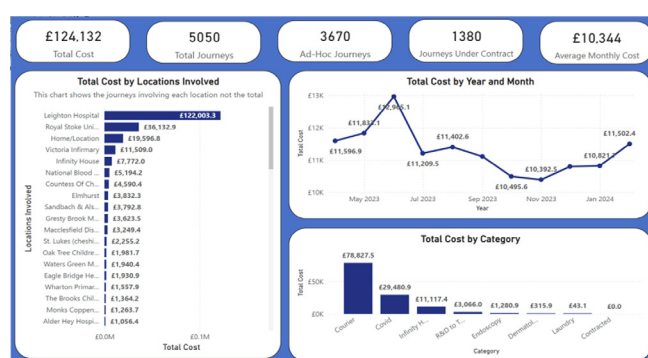 £124,132
Total Cost
5050
Total Journeys
3670
Ad-Hoc Journeys
1380
Journeys Under Contract
£10,344
Average Monthly Cost
Total Cost by Locations Involved
This chart shows the journeys involving each location not the total
Locations Involved
Leighton Hospital £122,003.3
Royal Stoke Uni... £36,132.9
Home/Location £19,596.8
Victoria Infirmary £11,509.0
Infinity House £7,772.0
National Blood ... £5,194.2
Countess Of Ch... £4,590.4
Elmhurst £3,832.3
Sandbach & Als... £3,792.8
Gresty Brook M... £3,623.5
Macclesfield Dis... £3,249.4
St. Lukes (cheshi... £2,255.2
Oak Tree Childre... £1,981.7
Waters Green M... £1,940.4
Eagle Bridge He... £1,930.9
Wharton Primar... £1,557.9
The Brooks Chil... £1,364.2
Monks Coppen... £1,263.7
Alder Hey Hospi... £1,056.4
£0.0M £0.1M
Total Cost
Total Cost by Year and Month
Total Cost
£13K
£12K
£11K
£10K
£11,596.9
£11,832.1
£12,965.1
£11,209.5
£11,402.6
£10,495.6
£10,392.5
£11,502.4
May 2023 Jul 2023 Sep 2023 Nov 2023 Jan 2024
Year
Total Cost by Category
Total Cost
£50K
£0K
£78,827.5
£29,480.9
£11,117.4
£3,066.0
£1,280.9
£315.9
£43.1
£0.0
Courier
Covid
Infinity H...
R&D to T...
Endoscopy
Dermatol...
Laundry
Contracted
Category